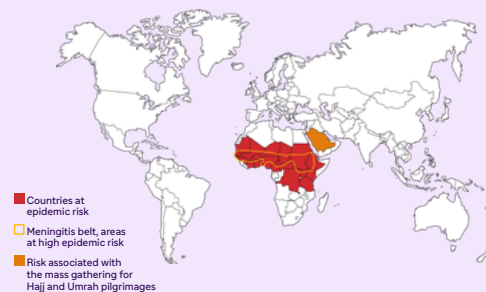 Countries at
epidemic risk
Meningitis belt, areas
at high epidemic risk
Risk associated with
the mass gathering for
Hajj and Umrah pilgrimages